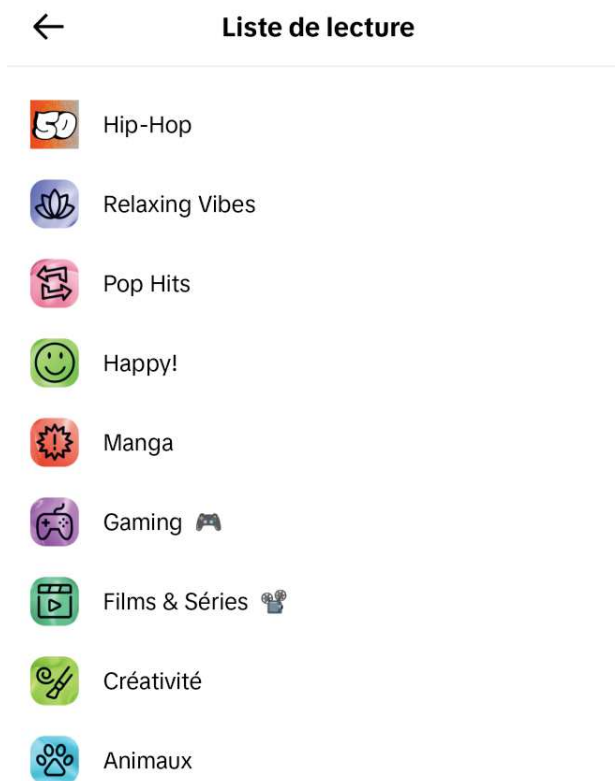 Liste de lecture
50 Hip-Hop
Relaxing Vibes
Pop Hits
Happy!
Manga
Gaming 🎮
Films & Séries 📽
Créativité
Animaux